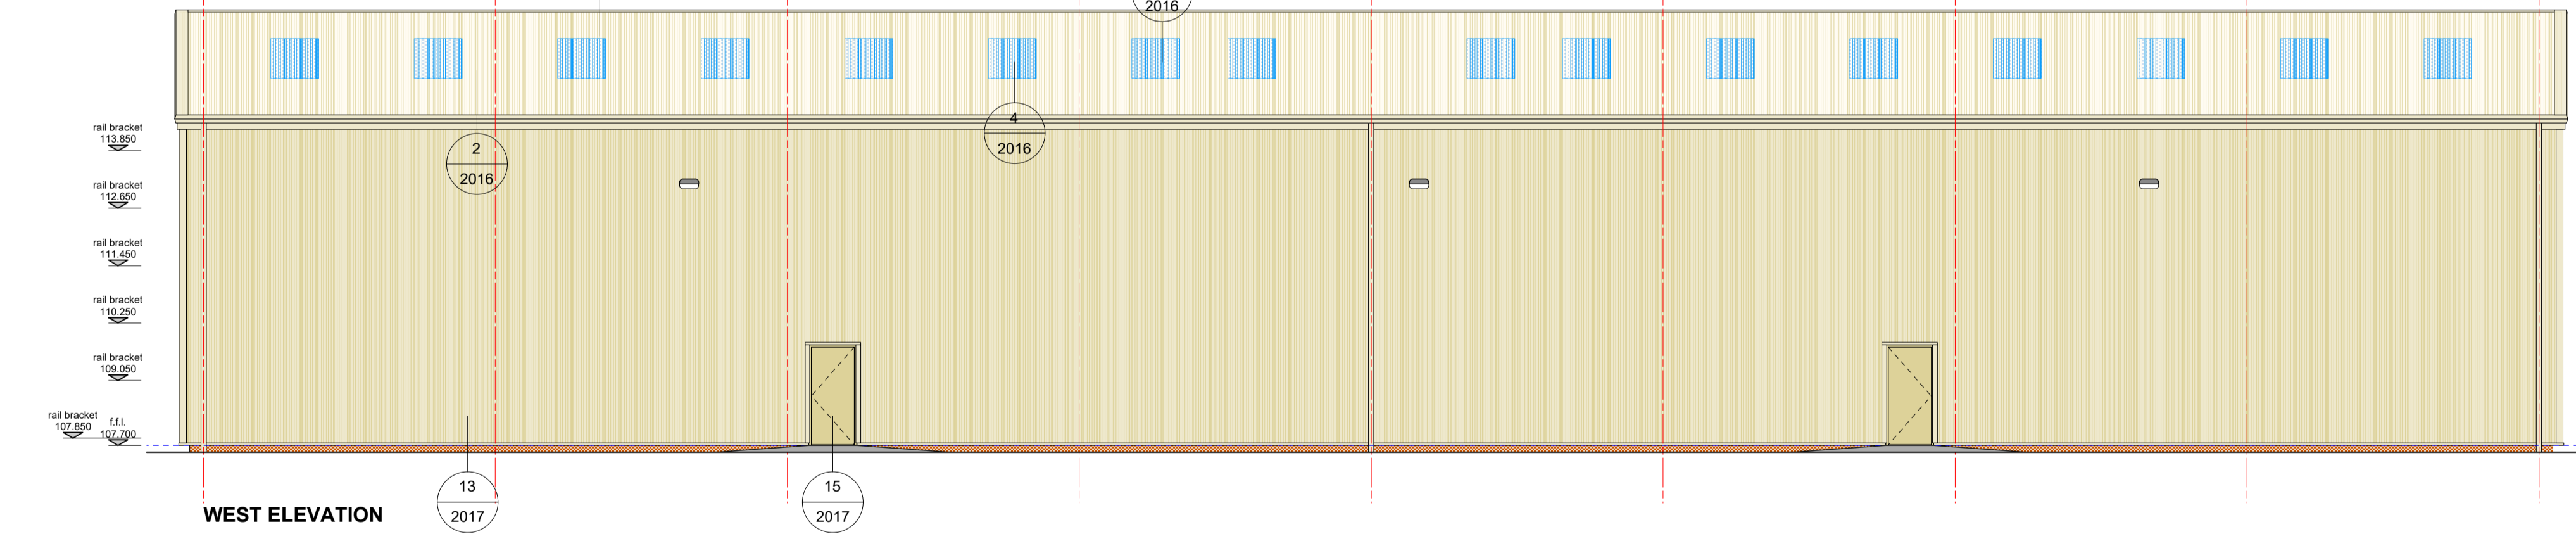 2016
rail bracket
113.850
4
2016
2
2016
rail bracket
112.650
rail bracket
111.450
rail bracket
110.250
rail bracket
109.050
rail bracket
107.850
f.f.l.
107.700
13
2017
15
2017
WEST ELEVATION